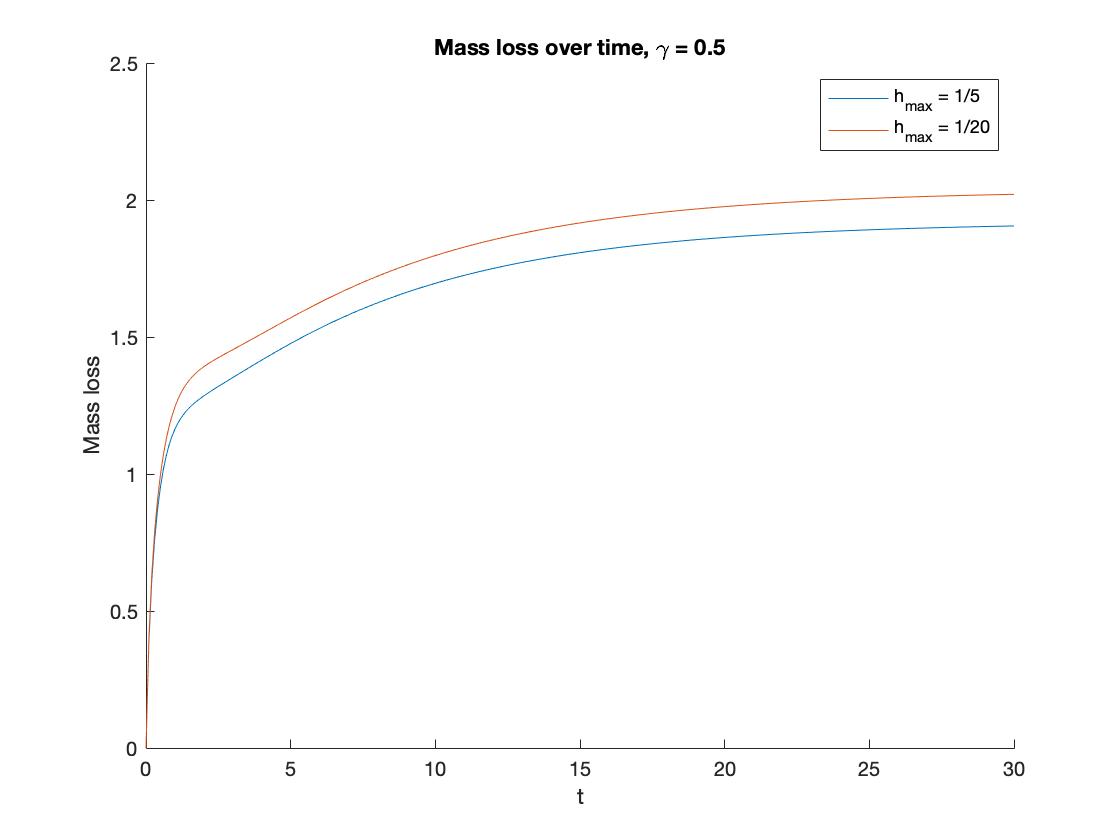 Mass loss over time, γ = 0.5
2.5
2
1.5
1
0.5
0
Mass loss
h_max = 1/5
h_max = 1/20
0 5 10 15 20 25 30
t